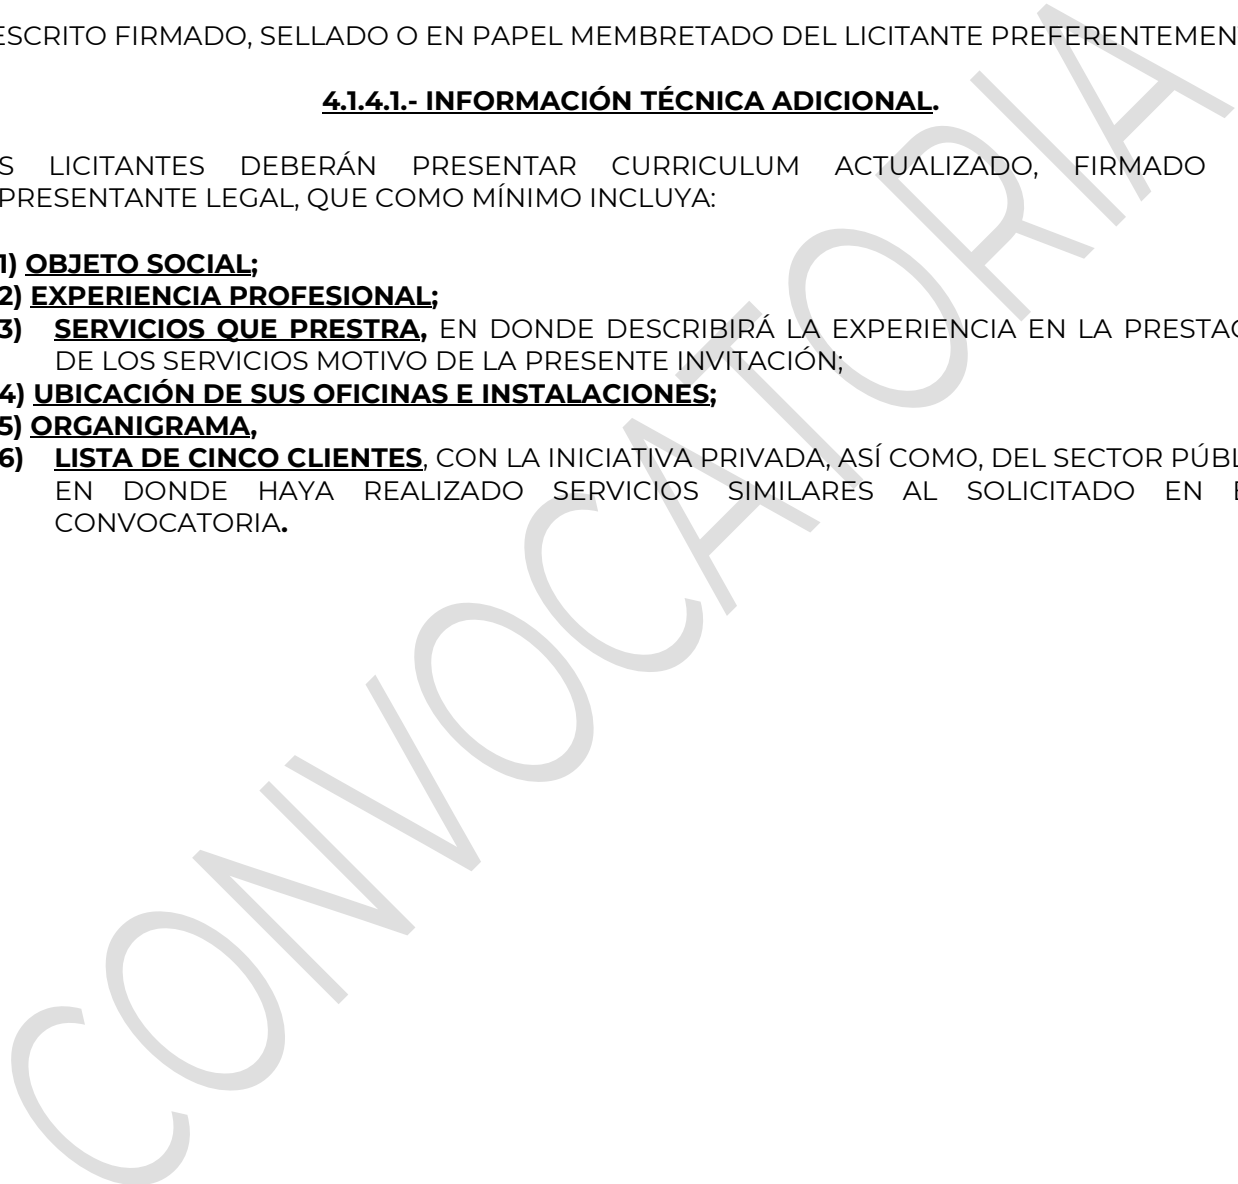 ESCRITO FIRMADO, SELLADO O EN PAPEL MEMBRETADO DEL LICITANTE PREFERENTEMEN
4.1.4.1.- INFORMACIÓN TÉCNICA ADICIONAL.
S LICITANTES DEBERÁN PRESENTAR CURRICULUM ACTUALIZADO, FIRMADO
PRESENTANTE LEGAL, QUE COMO MÍNIMO INCLUYA:
1) OBJETO SOCIAL;
2) EXPERIENCIA PROFESIONAL;
3) SERVICIOS QUE PRESTRA, EN DONDE DESCRIBIRÁ LA EXPERIENCIA EN LA PRESTAC
DE LOS SERVICIOS MOTIVO DE LA PRESENTE INVITACIÓN;
4) UBICACIÓN DE SUS OFICINAS E INSTALACIONES;
5) ORGANIGRAMA,
6) LISTA DE CINCO CLIENTES, CON LA INICIATIVA PRIVADA, ASÍ COMO, DEL SECTOR PÚBL
EN DONDE HAYA REALIZADO SERVICIOS SIMILARES AL SOLICITADO EN E
CONVOCATORIA.
CONVOCATORIA